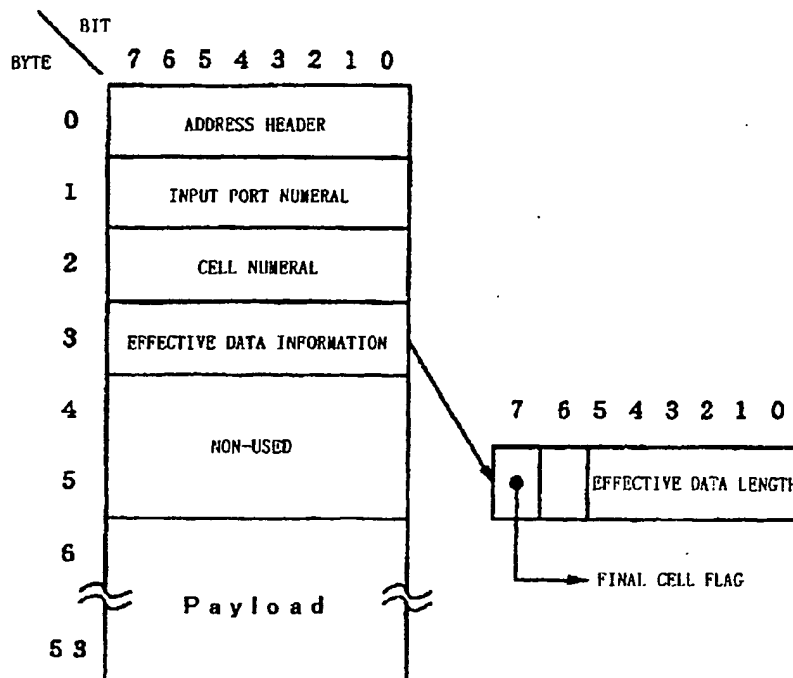 BIT
BYTE
7 6 5 4 3 2 1 0
0 ADDRESS HEADER
1 INPUT PORT NUMERAL
2 CELL NUMERAL
3 EFFECTIVE DATA INFORMATION
4
NON-USED
5
7 6 5 4 3 2 1 0
EFFECTIVE DATA LENGTH
FINAL CELL FLAG
6
Payload
53